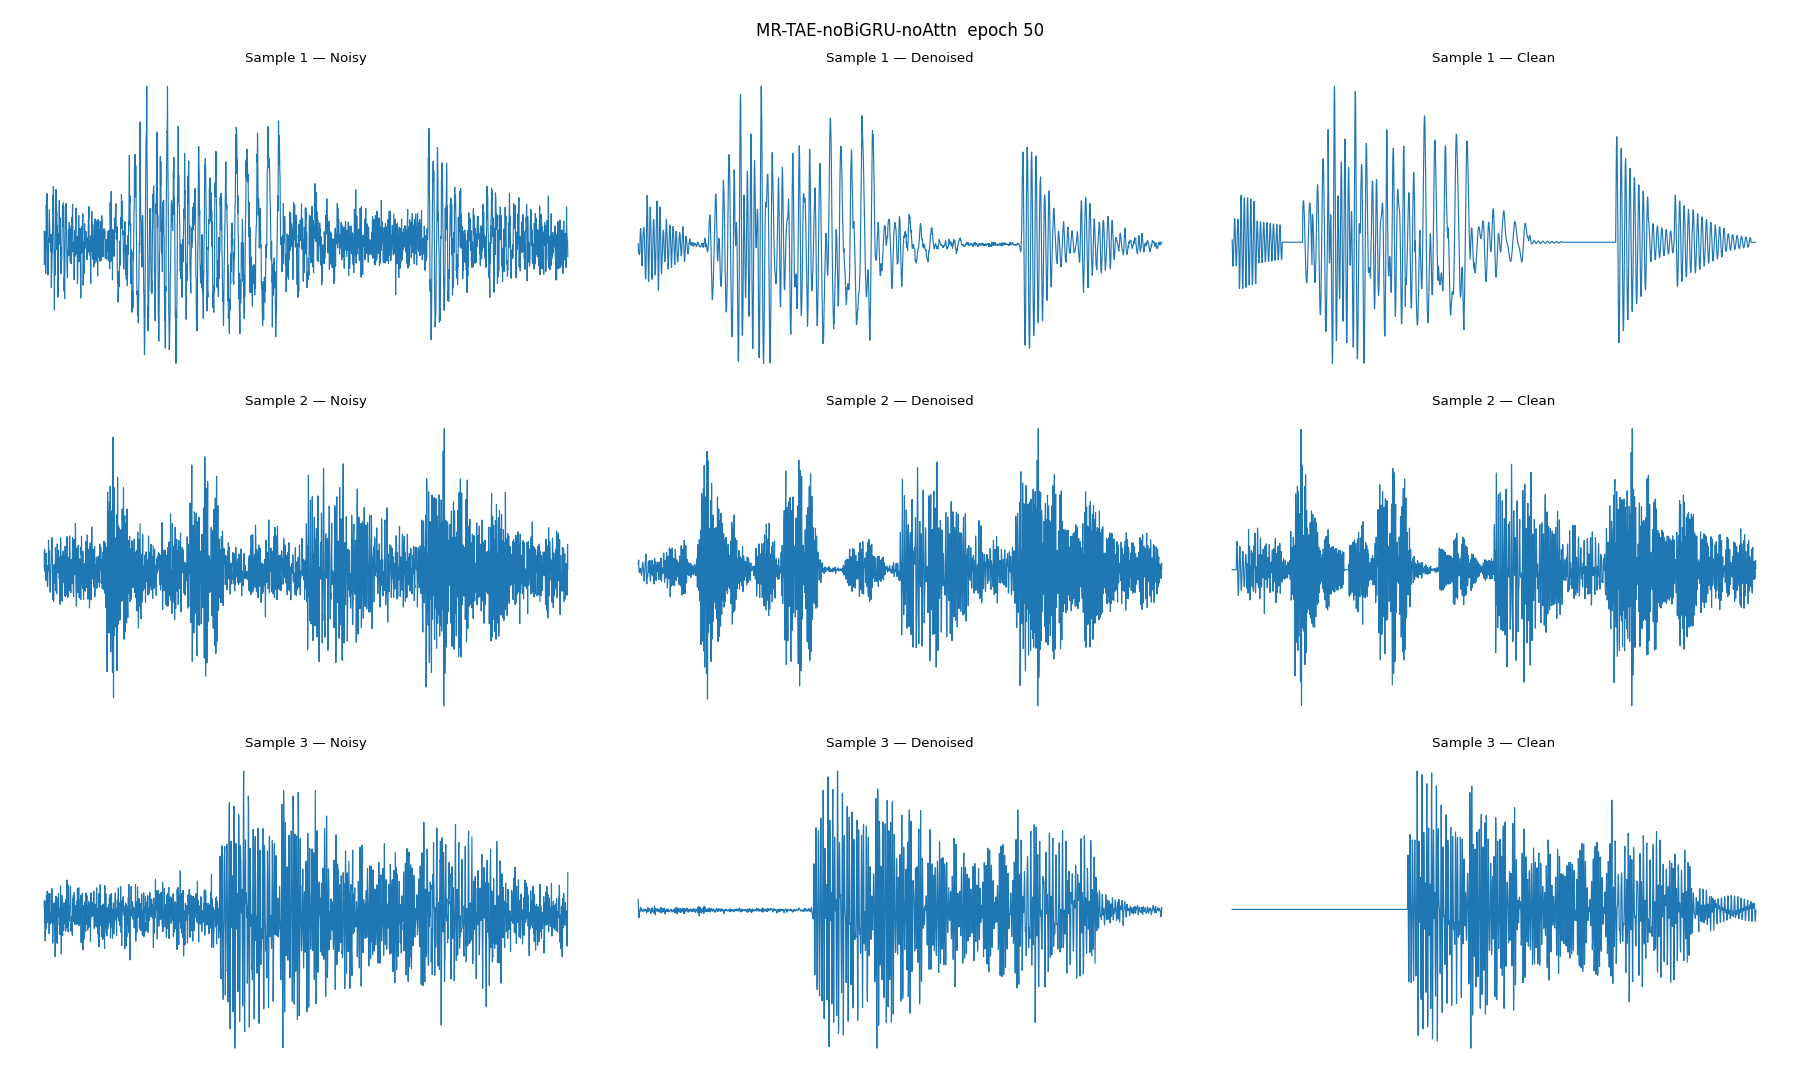 MR-TAE-noBiGRU-noAttn  epoch 50
Sample 1 — Noisy
Sample 1 — Denoised
Sample 1 — Clean
Sample 2 — Noisy
Sample 2 — Denoised
Sample 2 — Clean
Sample 3 — Noisy
Sample 3 — Denoised
Sample 3 — Clean